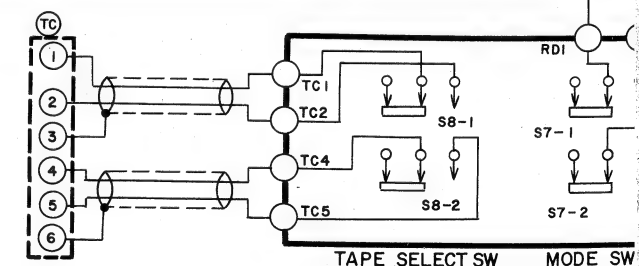 TC
1
2
3
4
5
6
TC1
TC2
TC4
TC5
S8-1
S8-2
RD1
S7-1
S7-2
TAPE SELECT SW
MODE SW